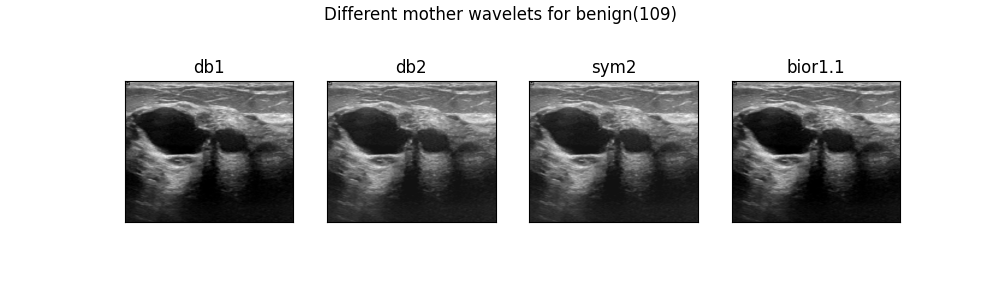 Different mother wavelets for benign(109)
db1
db2
sym2
bior1.1